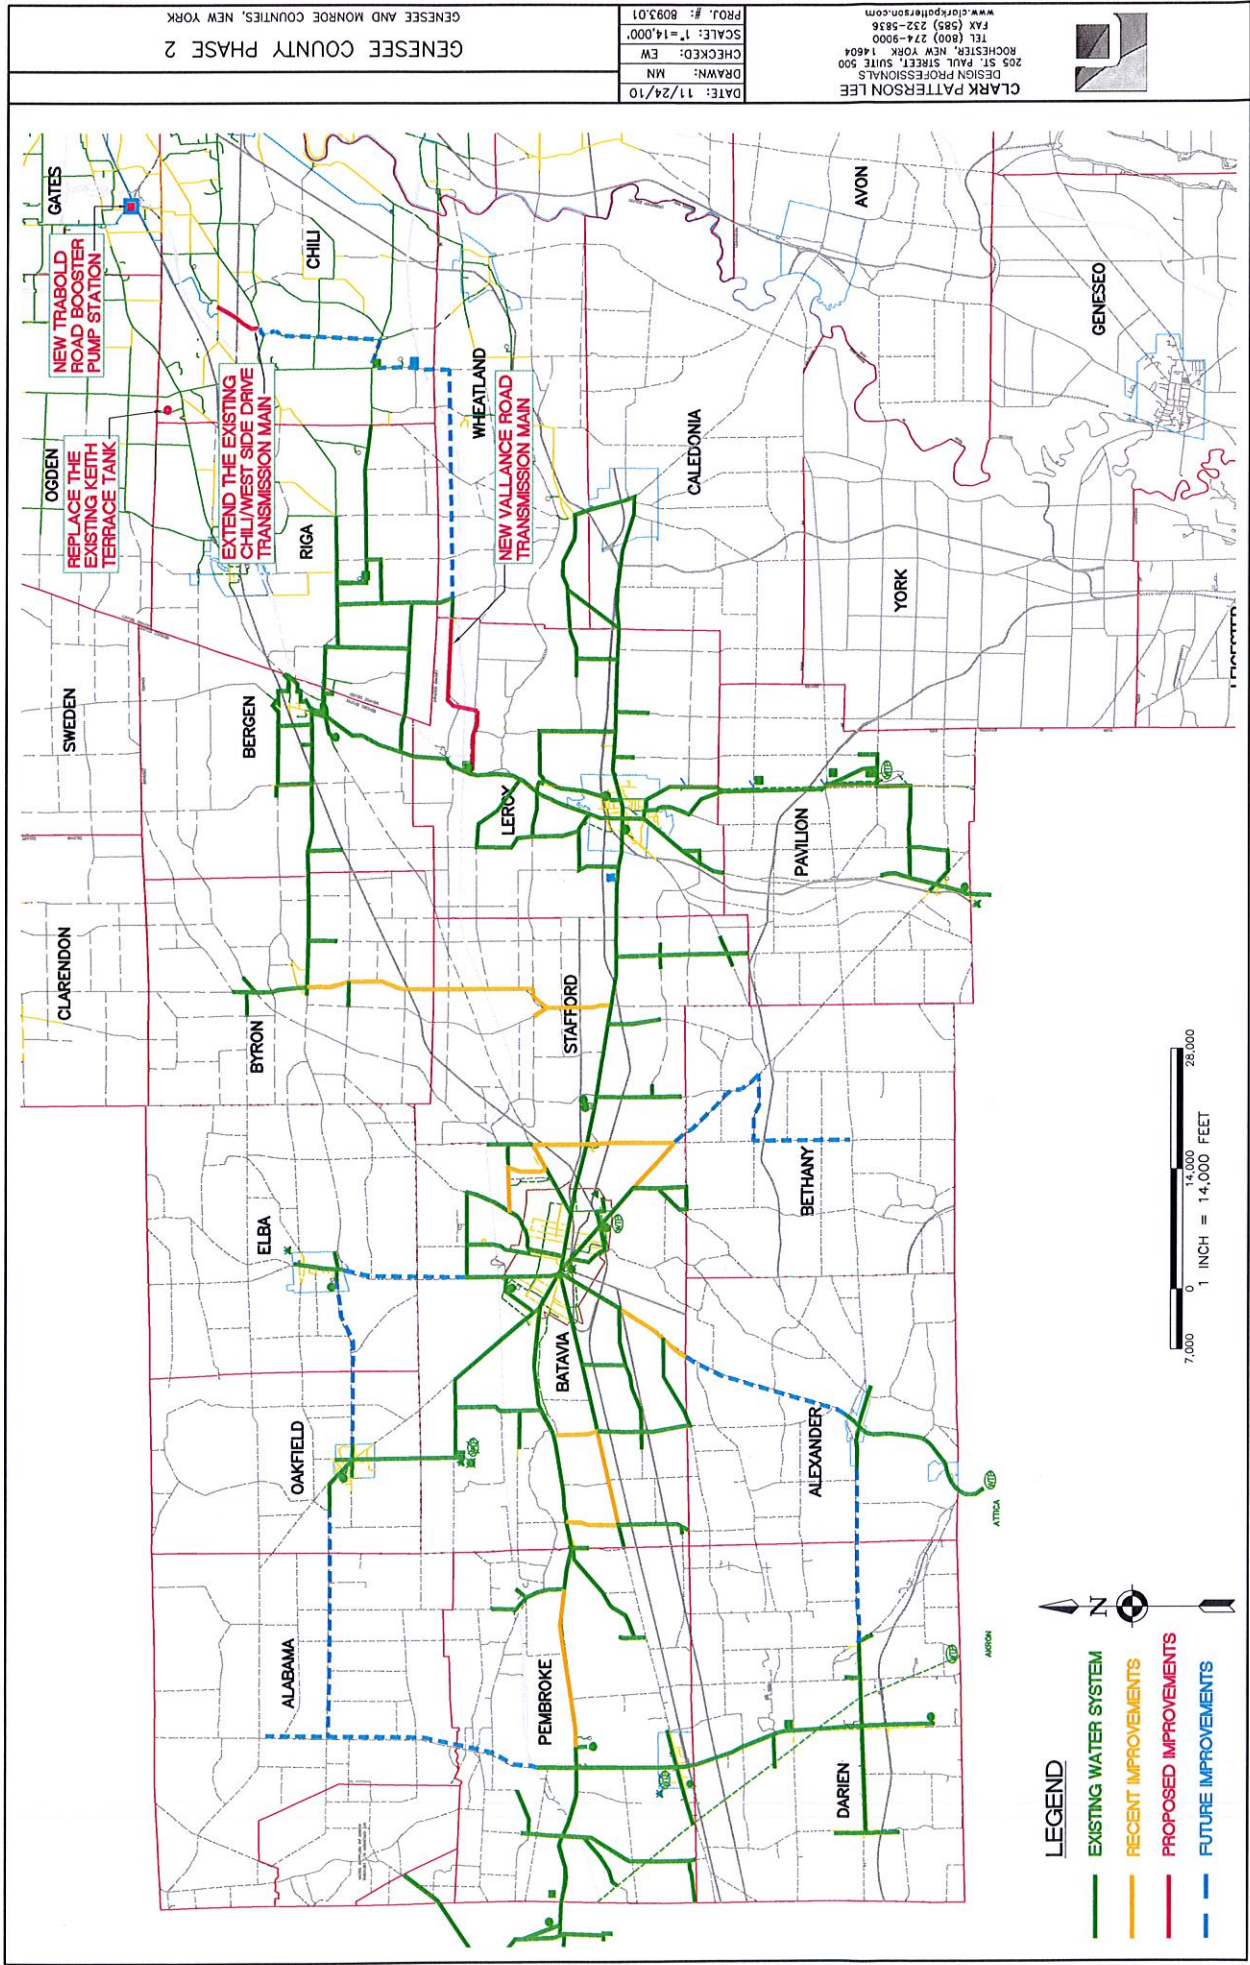 GENESEE COUNTY PHASE 2
GENESEE AND MONROE COUNTIES, NEW YORK
DATE: 11/24/10
DRAWN: MN
CHECKED: EW
SCALE: 1"=14,000'
PROJ. #: 8093.01
CLARK PATTERSON LEE
DESIGN PROFESSIONALS
205 ST. PAUL STREET, SUITE 500
ROCHESTER, NEW YORK 14604
TEL (800) 274-9000
FAX (585) 232-5836
www.clarkpatterson.com
CLARENDON
SWEDEN
OGDEN
GATES
REPLACE THE
EXISTING KEITH
TERRACE TANK
NEW TRABOLD
ROAD BOOSTER
PUMP STATION
EXTEND THE EXISTING
CHILI/WEST SIDE DRIVE
TRANSMISSION MAIN
NEW VALLANCE ROAD
TRANSMISSION MAIN
ALABAMA
OAKFIELD
ELBA
BYRON
BERGEN
RIGA
CHILI
PEMBROKE
BATAVIA
STAFFORD
LEROY
WHEATLAND
CALEDONIA
DARIEN
ALEXANDER
BETHANY
PAVILION
YORK
AVON
GENESEO
WTP
WTP
WTP
WTP
WTP
WTP
ATTICA
AKRON
LEGEND
EXISTING WATER SYSTEM
RECENT IMPROVEMENTS
PROPOSED IMPROVEMENTS
FUTURE IMPROVEMENTS
N
7,000 0 14,000 28,000
1 INCH = 14,000 FEET